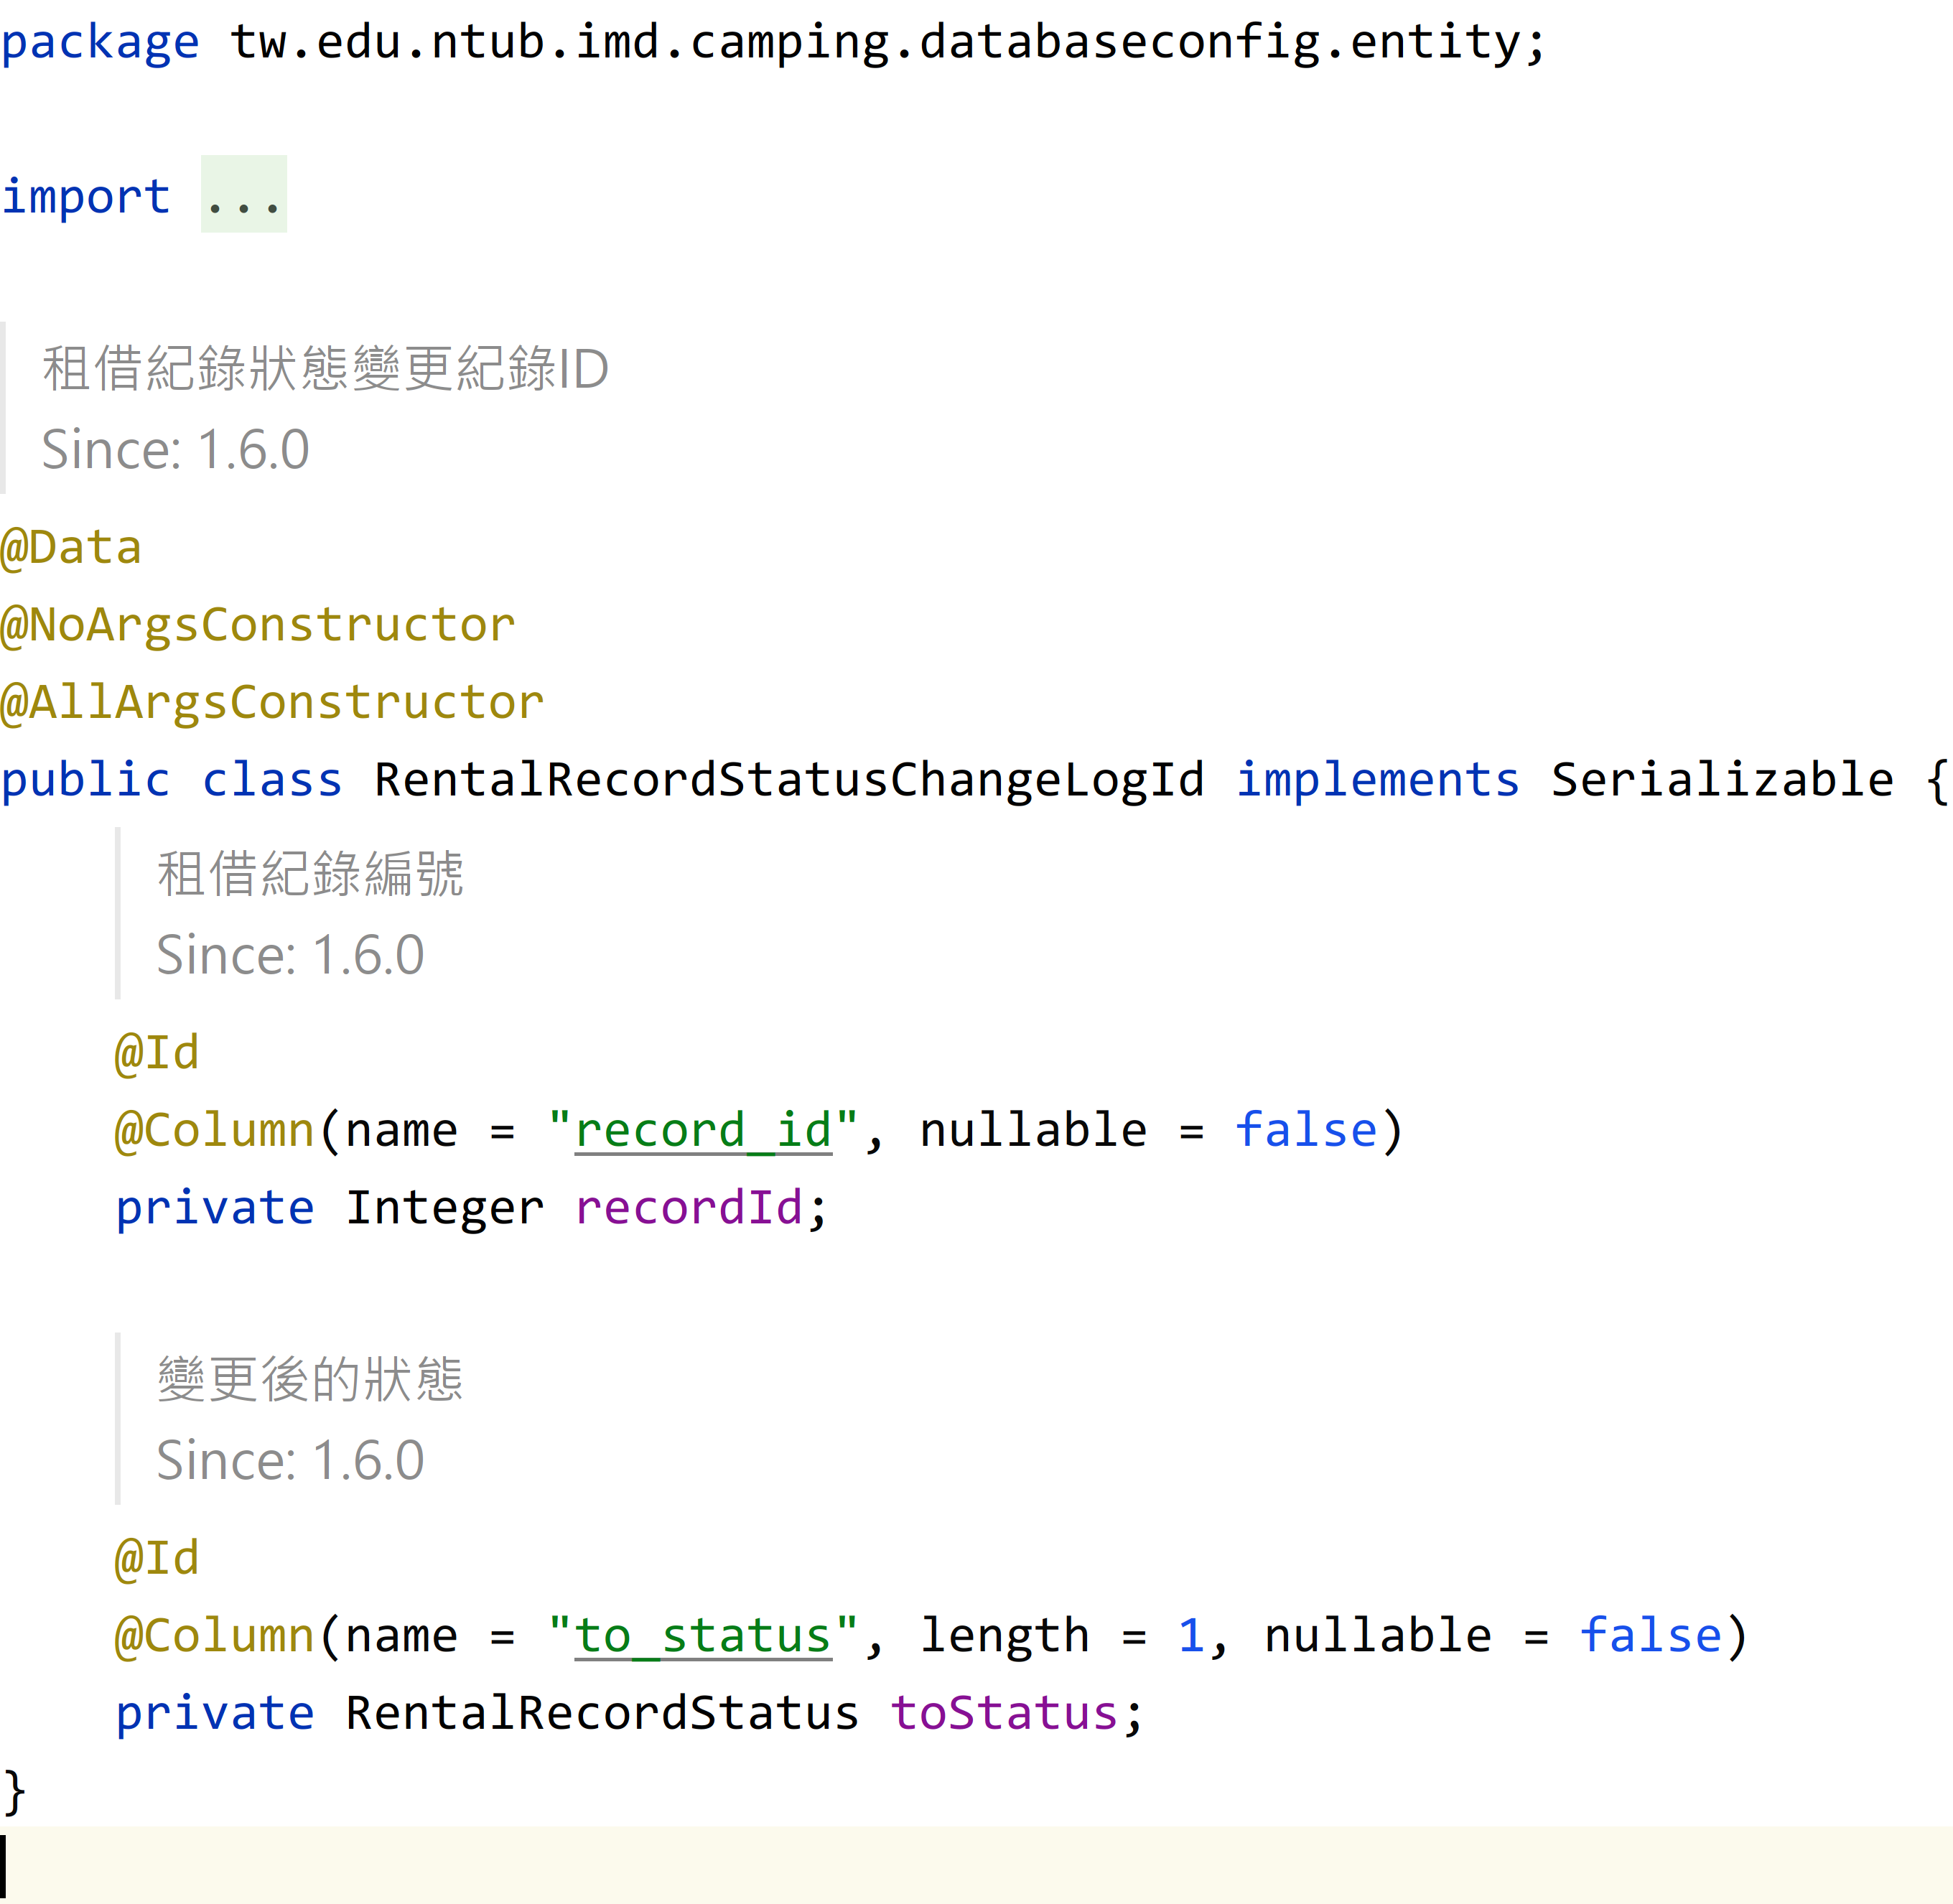 package tw.edu.ntub.imd.camping.databaseconfig.entity;
import ...
租借紀錄狀態變更紀錄ID
Since: 1.6.0
@Data
@NoArgsConstructor
@AllArgsConstructor
public class RentalRecordStatusChangeLogId implements Serializable {
租借紀錄編號
Since: 1.6.0
@Id
@Column(name = "record_id", nullable = false)
private Integer recordId;
變更後的狀態
Since: 1.6.0
@Id
@Column(name = "to_status", length = 1, nullable = false)
private RentalRecordStatus toStatus;
}